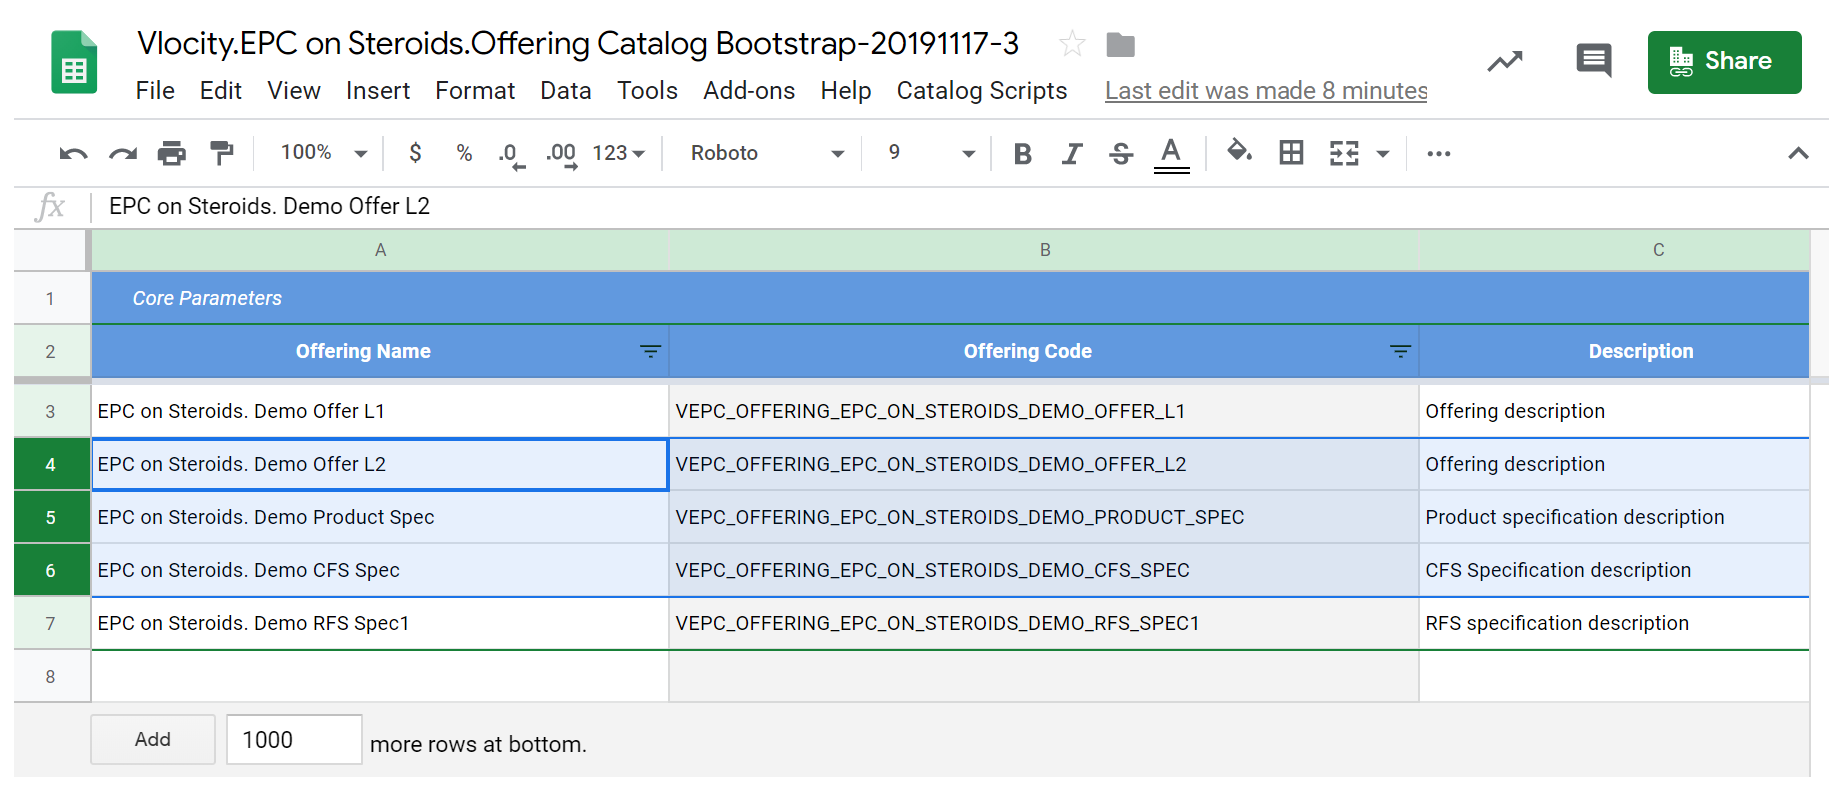 Vlocity.EPC on Steroids.Offering Catalog Bootstrap-20191117-3
File Edit View Insert Format Data Tools Add-ons Help Catalog Scripts Last edit was made 8 minutes
Share
100% $ % .0 .00 123 Roboto 9 B I S A
fx EPC on Steroids. Demo Offer L2
A B C
1 Core Parameters
2 Offering Name Offering Code Description
3 EPC on Steroids. Demo Offer L1 VEPC_OFFERING_EPC_ON_STEROIDS_DEMO_OFFER_L1 Offering description
4 EPC on Steroids. Demo Offer L2 VEPC_OFFERING_EPC_ON_STEROIDS_DEMO_OFFER_L2 Offering description
5 EPC on Steroids. Demo Product Spec VEPC_OFFERING_EPC_ON_STEROIDS_DEMO_PRODUCT_SPEC Product specification description
6 EPC on Steroids. Demo CFS Spec VEPC_OFFERING_EPC_ON_STEROIDS_DEMO_CFS_SPEC CFS Specification description
7 EPC on Steroids. Demo RFS Spec1 VEPC_OFFERING_EPC_ON_STEROIDS_DEMO_RFS_SPEC1 RFS specification description
8
Add 1000 more rows at bottom.